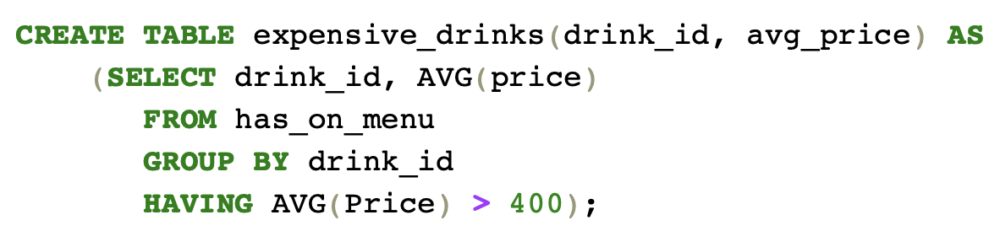 CREATE TABLE expensive_drinks(drink_id, avg_price) AS
(SELECT drink_id, AVG(price)
FROM has_on_menu
GROUP BY drink_id
HAVING AVG(Price) > 400);